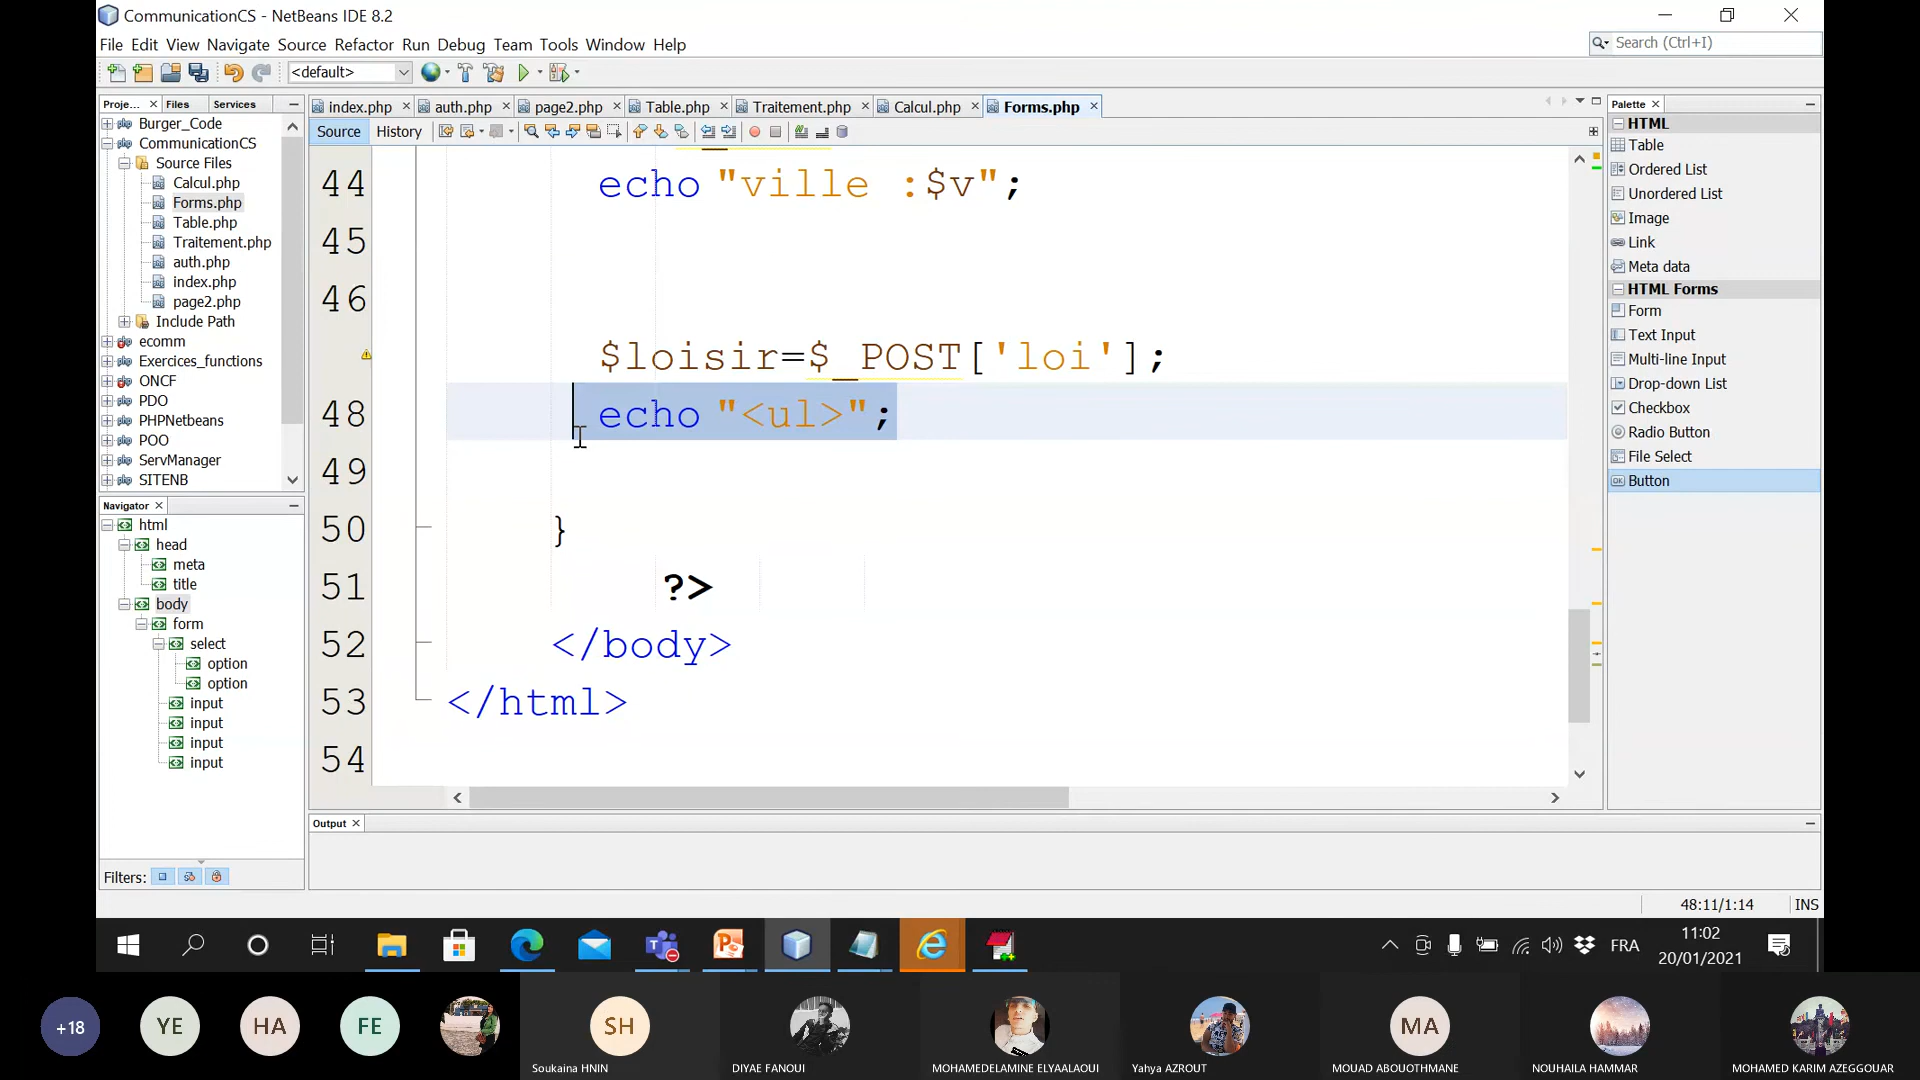 CommunicationCS - NetBeans IDE 8.2
File Edit View Navigate Source Refactor Run Debug Team Tools Window Help
Search (Ctrl+I)
<default>
Proje... Files Services
index.php auth.php page2.php Table.php Traitement.php Calcul.php Forms.php
Source History
Burger_Code
CommunicationCS
Source Files
Calcul.php
Forms.php
Table.php
Traitement.php
auth.php
index.php
page2.php
Include Path
ecomm
Exercices_functions
ONCF
PDO
PHPNetbeans
POO
ServManager
SITENB
Navigator
html
head
meta
title
body
form
select
option
option
input
input
input
input
Filters:
44 echo "ville :$v";
45
46
$loisir=$_POST['loi'];
48 echo "<ul>";
49
50 }
51 ?>
52 </body>
53 </html>
54
Palette
HTML
Table
Ordered List
Unordered List
Image
Link
Meta data
HTML Forms
Form
Text Input
Multi-line Input
Drop-down List
Checkbox
Radio Button
File Select
Button
Output
48:11/1:14 INS
FRA
11:02
20/01/2021
+18 YE HA FE SH MA
Soukaina HNIN DIYAE FANOUI MOHAMEDELAMINE ELYAALAOUI Yahya AZROUT MOUAD ABOUOTHMANE NOUHAILA HAMMAR MOHAMED KARIM AZEGGOUAR